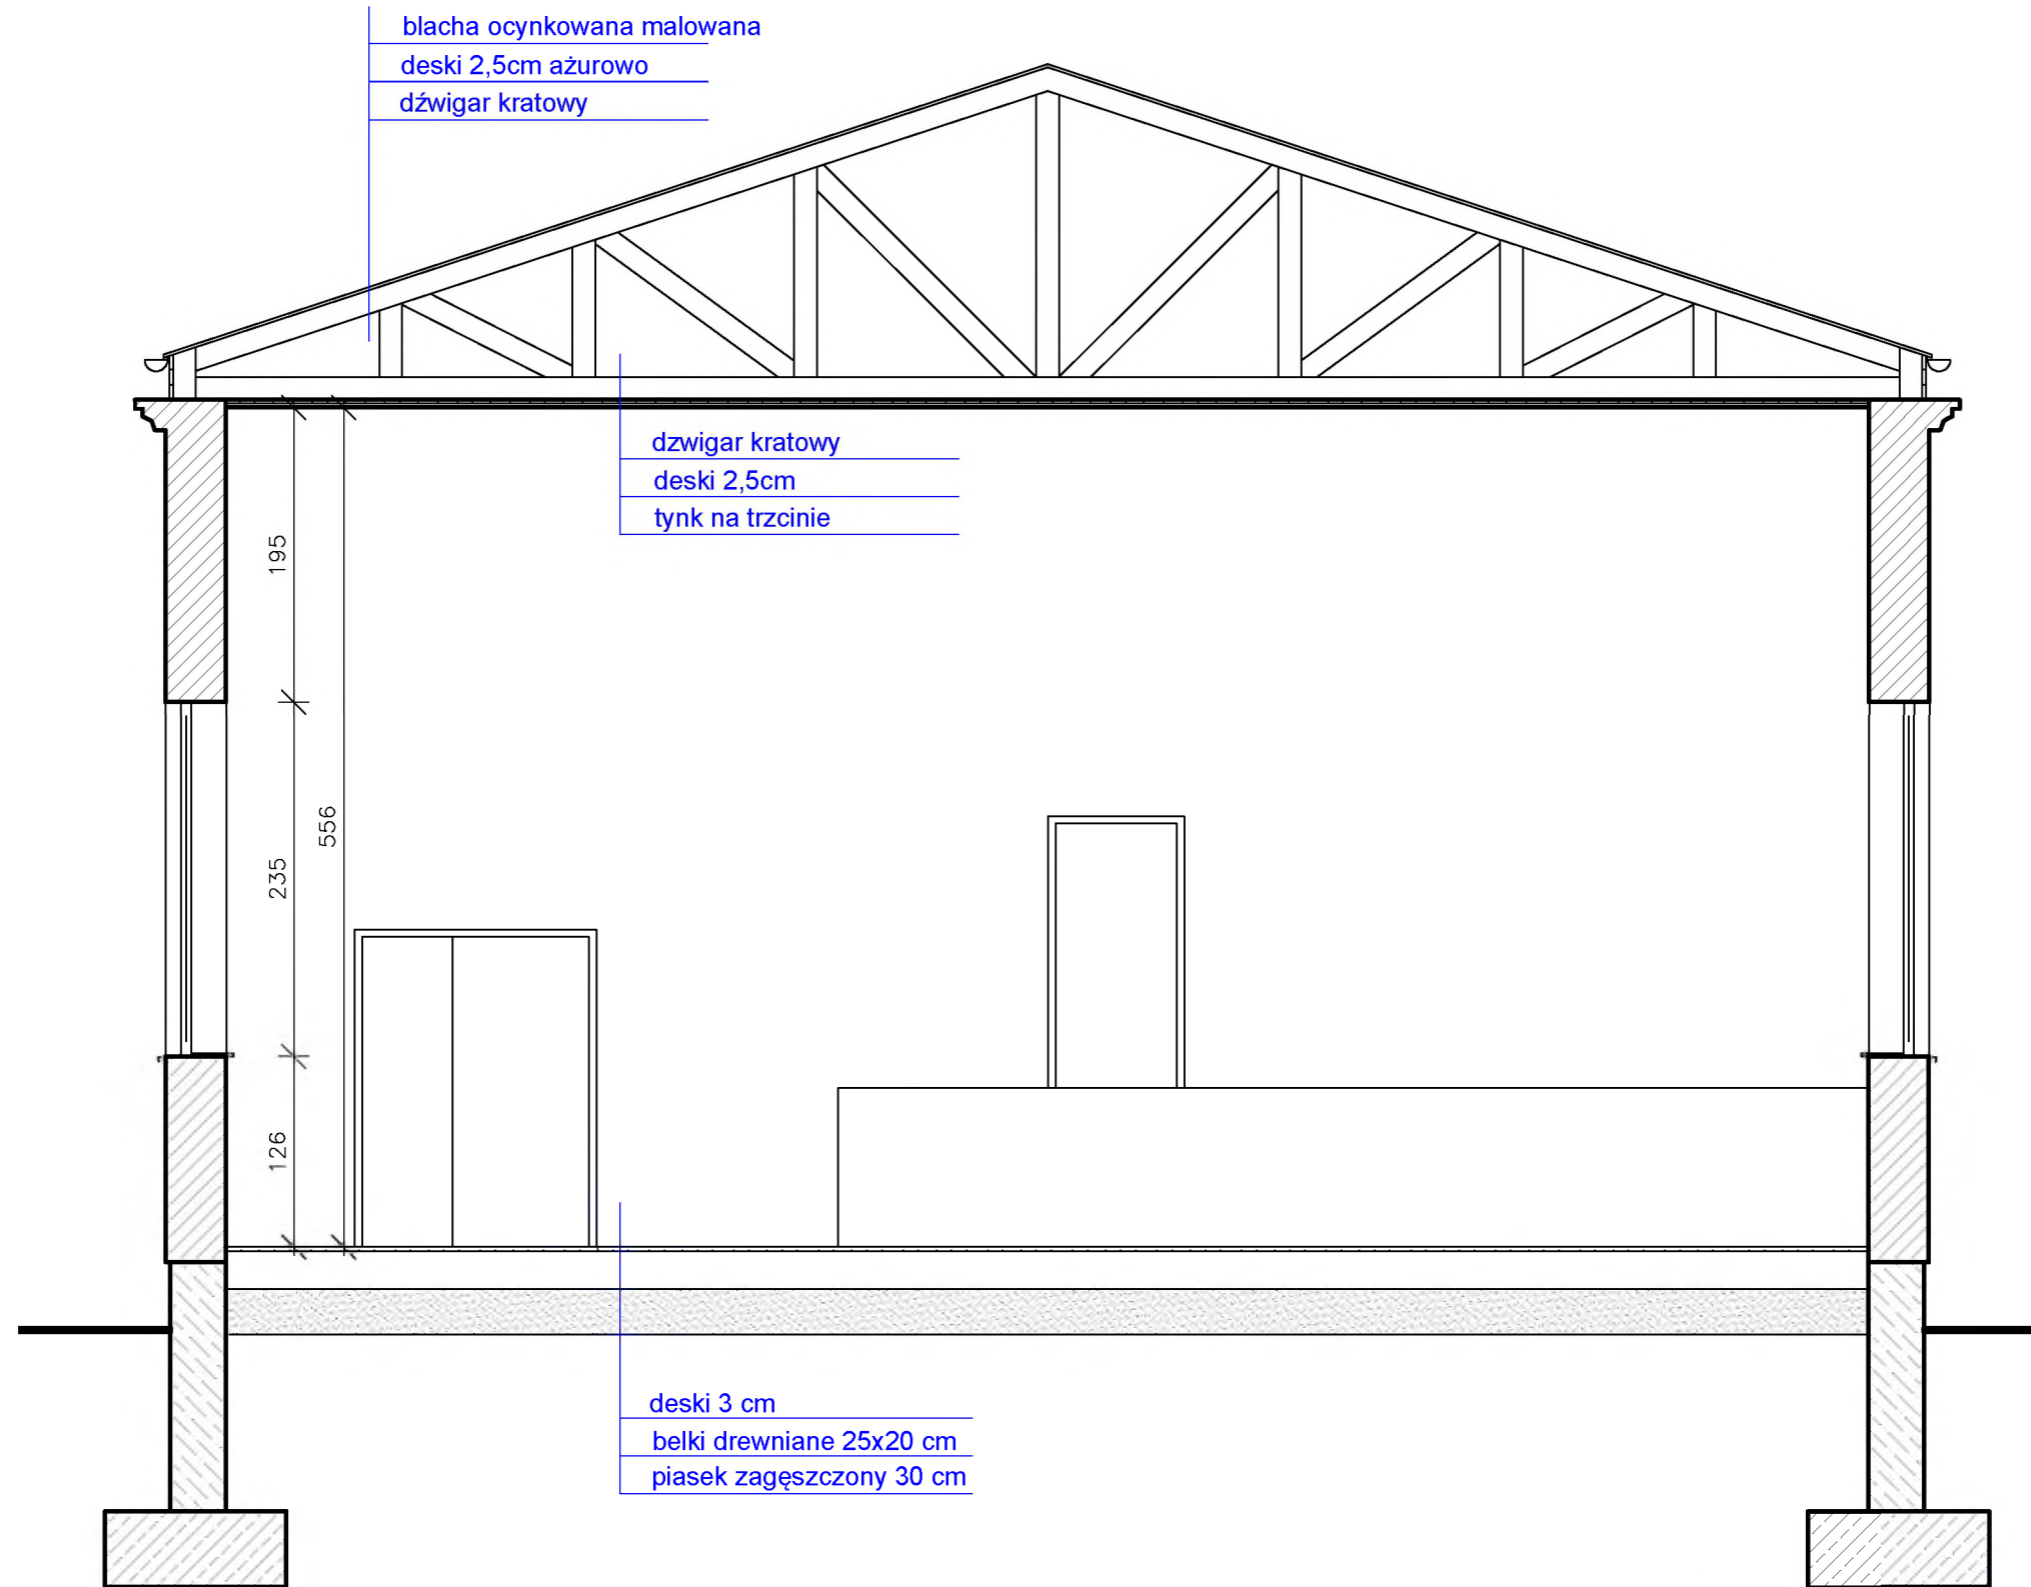 blacha ocynkowana malowana
deski 2,5cm ażurowo
dźwigar kratowy
dzwigar kratowy
deski 2,5cm
tynk na trzcinie
195
556
235
126
deski 3 cm
belki drewniane 25x20 cm
piasek zagęszczony 30 cm